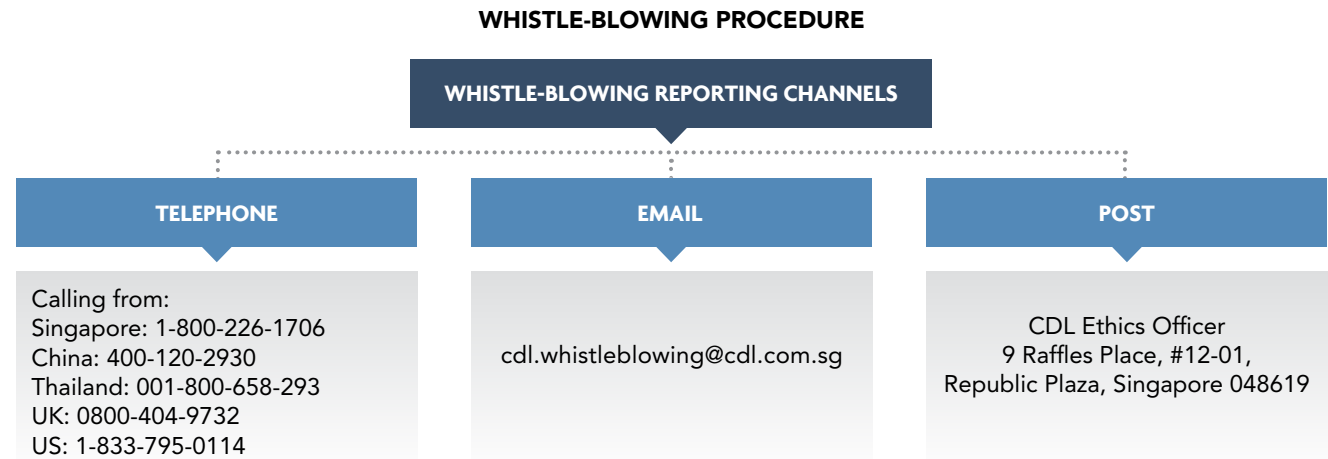 WHISTLE-BLOWING PROCEDURE
WHISTLE-BLOWING REPORTING CHANNELS
TELEPHONE
Calling from:
Singapore: 1-800-226-1706
China: 400-120-2930
Thailand: 001-800-658-293
UK: 0800-404-9732
US: 1-833-795-0114
EMAIL
cdl.whistleblowing@cdl.com.sg
POST
CDL Ethics Officer
9 Raffles Place, #12-01,
Republic Plaza, Singapore 048619